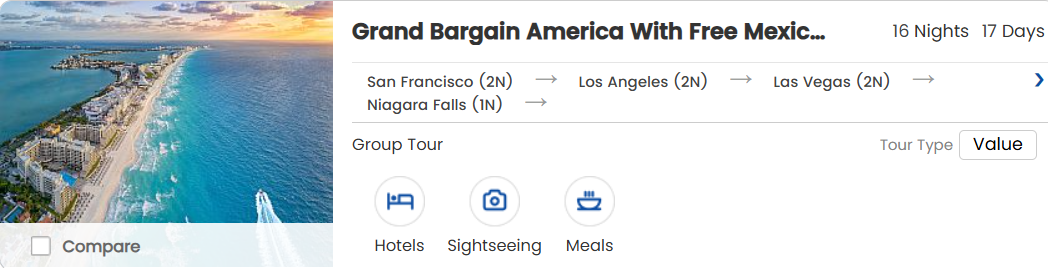 Grand Bargain America With Free Mexic...
16 Nights 17 Days
San Francisco (2N) → Los Angeles (2N) → Las Vegas (2N) →
Niagara Falls (1N) →
Group Tour
Tour Type Value
Hotels Sightseeing Meals
Compare